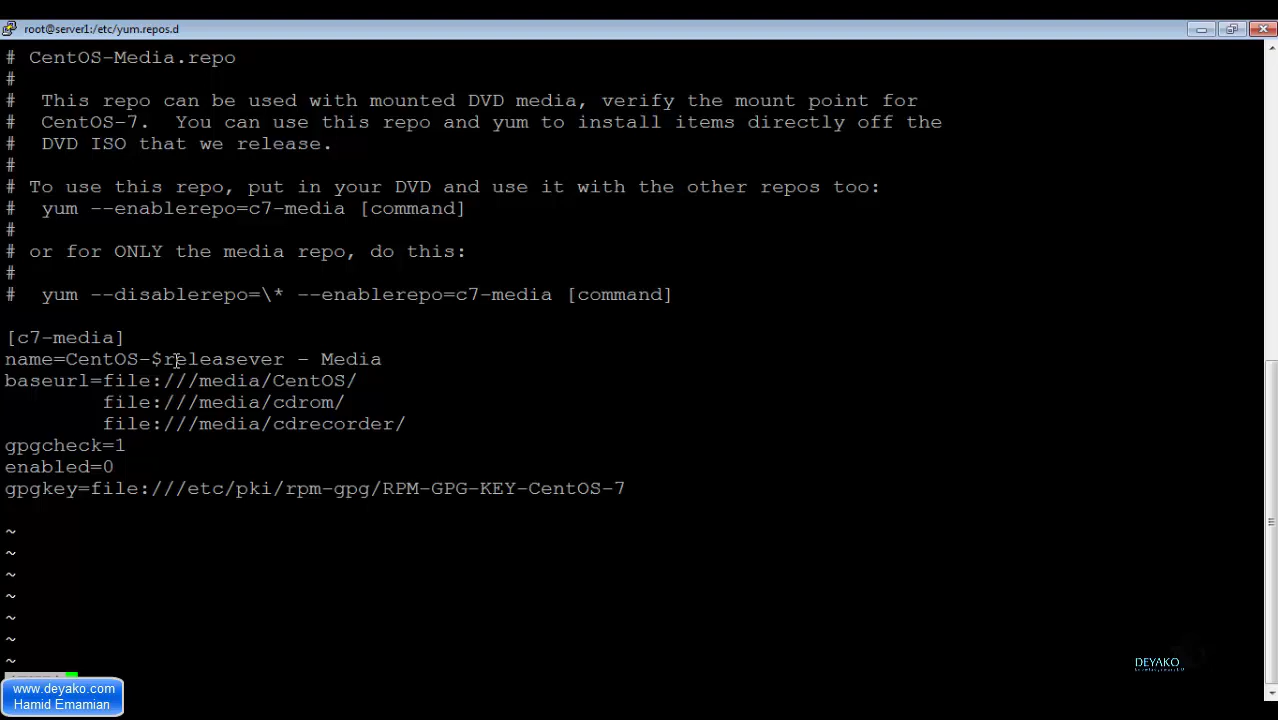 root@server1:/etc/yum.repos.d
# CentOS-Media.repo
#
#  This repo can be used with mounted DVD media, verify the mount point for
#  CentOS-7.  You can use this repo and yum to install items directly off the
#  DVD ISO that we release.
#
# To use this repo, put in your DVD and use it with the other repos too:
#  yum --enablerepo=c7-media [command]
#
# or for ONLY the media repo, do this:
#
#  yum --disablerepo=\* --enablerepo=c7-media [command]
[c7-media]
name=CentOS-$releasever - Media
baseurl=file:///media/CentOS/
        file:///media/cdrom/
        file:///media/cdrecorder/
gpgcheck=1
enabled=0
gpgkey=file:///etc/pki/rpm-gpg/RPM-GPG-KEY-CentOS-7
~
~
~
~
~
~
~
DEYAKO
www.deyako.com
Hamid Emamian